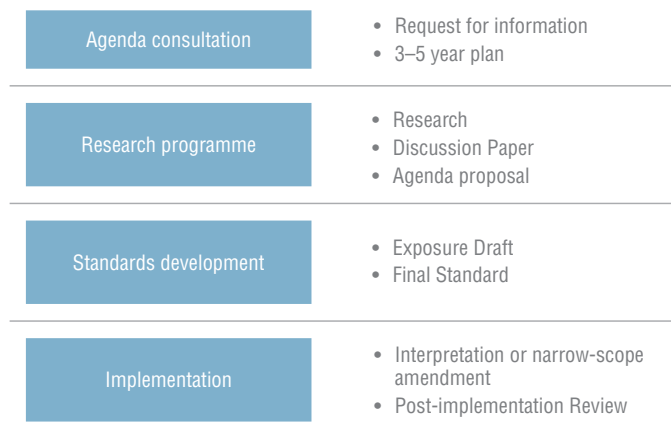 Agenda consultation
• Request for information
• 3–5 year plan
Research programme
• Research
• Discussion Paper
• Agenda proposal
Standards development
• Exposure Draft
• Final Standard
Implementation
• Interpretation or narrow-scope
amendment
• Post-implementation Review